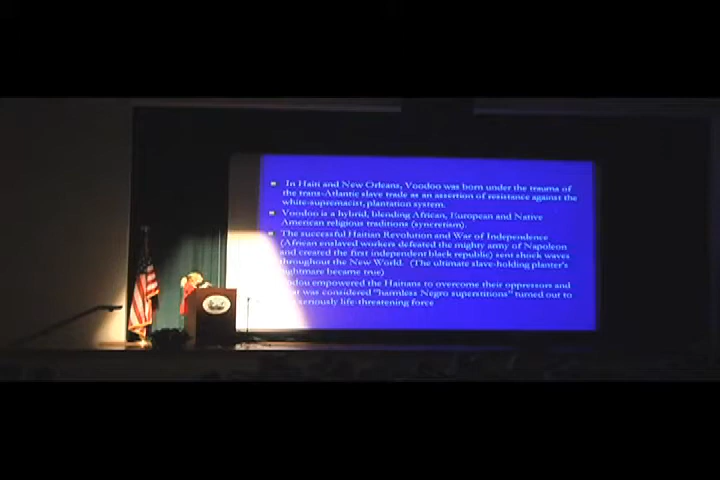 In Haiti and New Orleans, Voodoo was born under the trauma of
the trans-Atlantic slave trade as an assertion of resistance against the
white-supremacist, plantation system.
Voodoo is a hybrid, blending African, European and Native
American religious traditions (syncretism).
The successful Haitian Revolution and War of Independence
(African enslaved workers defeated the mighty army of Napoleon
and created the first independent black republic) sent shock waves
throughout the New World. (The ultimate slave-holding planter's
nightmare became true)
empowered the Haitians to overcome their oppressors and
was considered "harmless Negro superstitions" turned out to
seriously life-threatening force